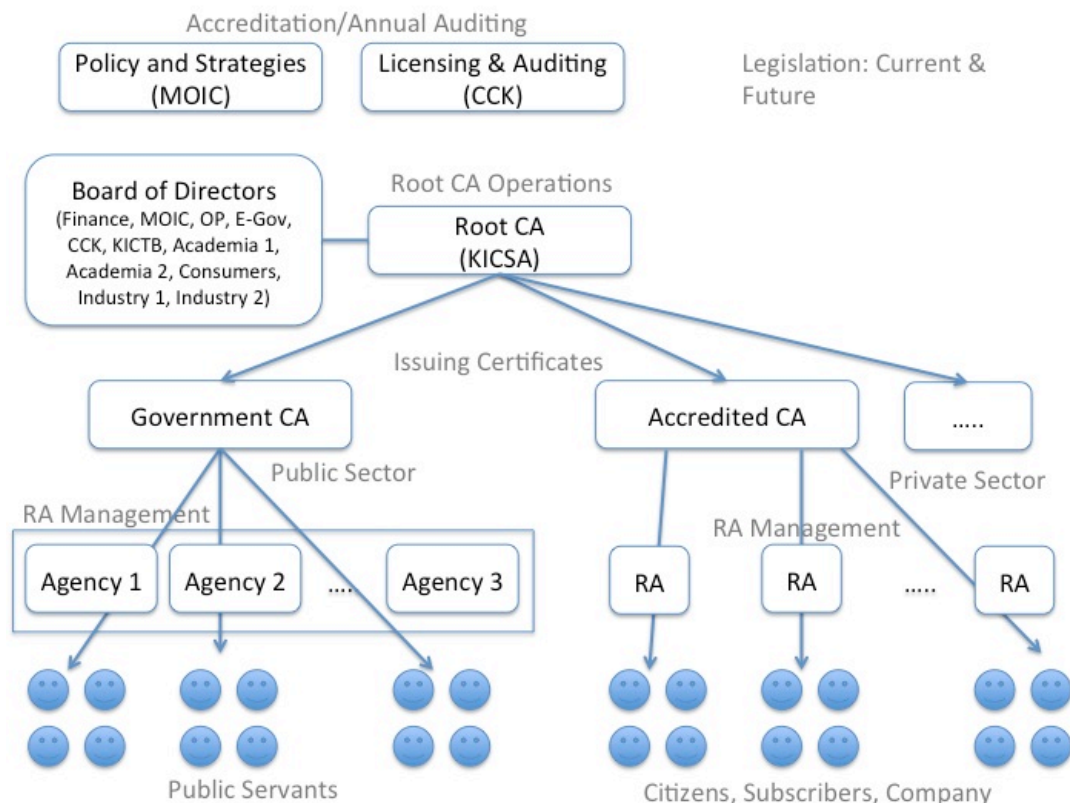 Accreditation/Annual Auditing
Policy and Strategies
(MOIC)
Licensing & Auditing
(CCK)
Legislation: Current &
Future
Board of Directors
(Finance, MOIC, OP, E-Gov,
CCK, KICTB, Academia 1,
Academia 2, Consumers,
Industry 1, Industry 2)
Root CA Operations
Root CA
(KICSA)
Issuing Certificates
Government CA
Accredited CA
.....
Public Sector
Private Sector
RA Management
RA Management
Agency 1
Agency 2
....
Agency 3
RA
RA
.....
RA
Public Servants
Citizens, Subscribers, Company